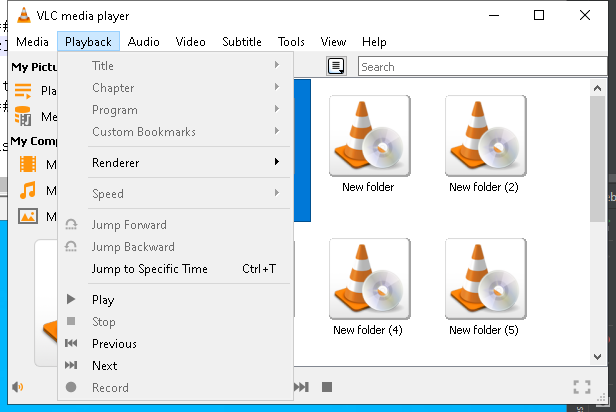 VLC media player
Media Playback Audio Video Subtitle Tools View Help
My Pictu
Search
Pla
Me
My Comp
M
M
M
Title
Chapter
Program
Custom Bookmarks
Renderer
Speed
Jump Forward
Jump Backward
Jump to Specific Time Ctrl+T
Play
Stop
Previous
Next
Record
New folder
New folder (2)
New folder (4)
New folder (5)